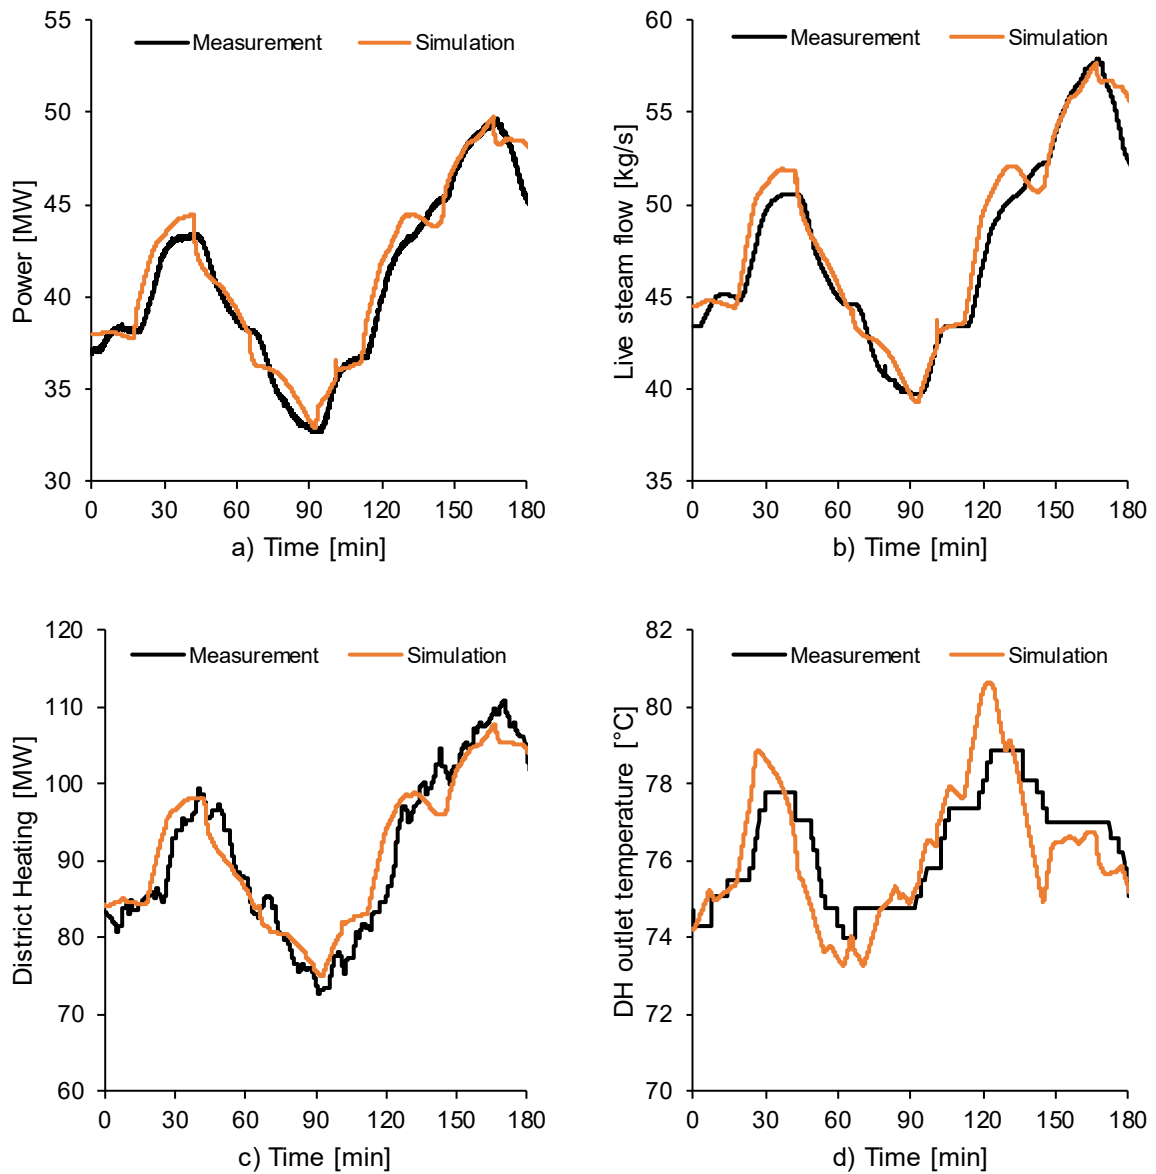 55
50
45
40
35
30
Power [MW]
Measurement
Simulation
0 30 60 90 120 150 180
a) Time [min]
60
55
50
45
40
35
Live steam flow [kg/s]
Measurement
Simulation
0 30 60 90 120 150 180
b) Time [min]
120
110
100
90
80
70
60
District Heating [MW]
Measurement
Simulation
0 30 60 90 120 150 180
c) Time [min]
82
80
78
76
74
72
70
DH outlet temperature [°C]
Measurement
Simulation
0 30 60 90 120 150 180
d) Time [min]